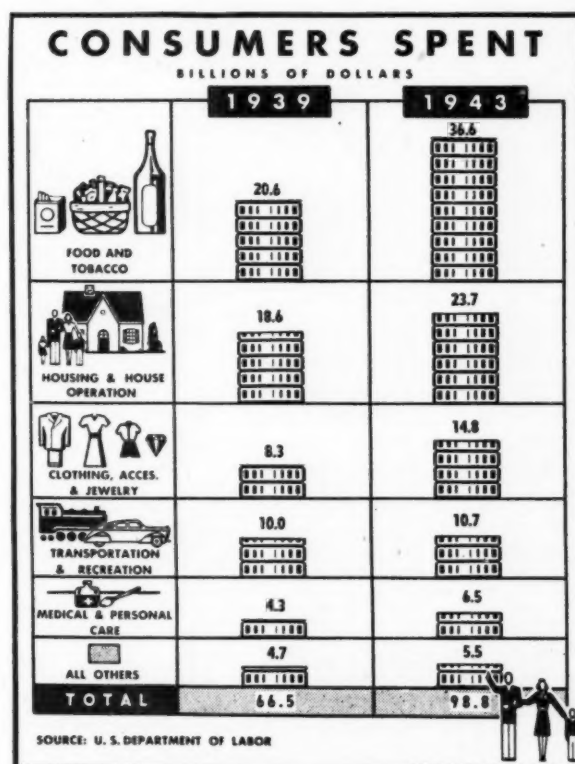 CONSUMERS SPENT
BILLIONS OF DOLLARS
1939 1943
FOOD AND
TOBACCO
20.6 36.6
HOUSING & HOUSE
OPERATION
18.6 23.7
CLOTHING, ACCES.
& JEWELRY
8.3 14.8
TRANSPORTATION
& RECREATION
10.0 10.7
MEDICAL & PERSONAL
CARE
4.3 6.5
ALL OTHERS
4.7 5.5
TOTAL 66.5 98.8
SOURCE: U. S. DEPARTMENT OF LABOR